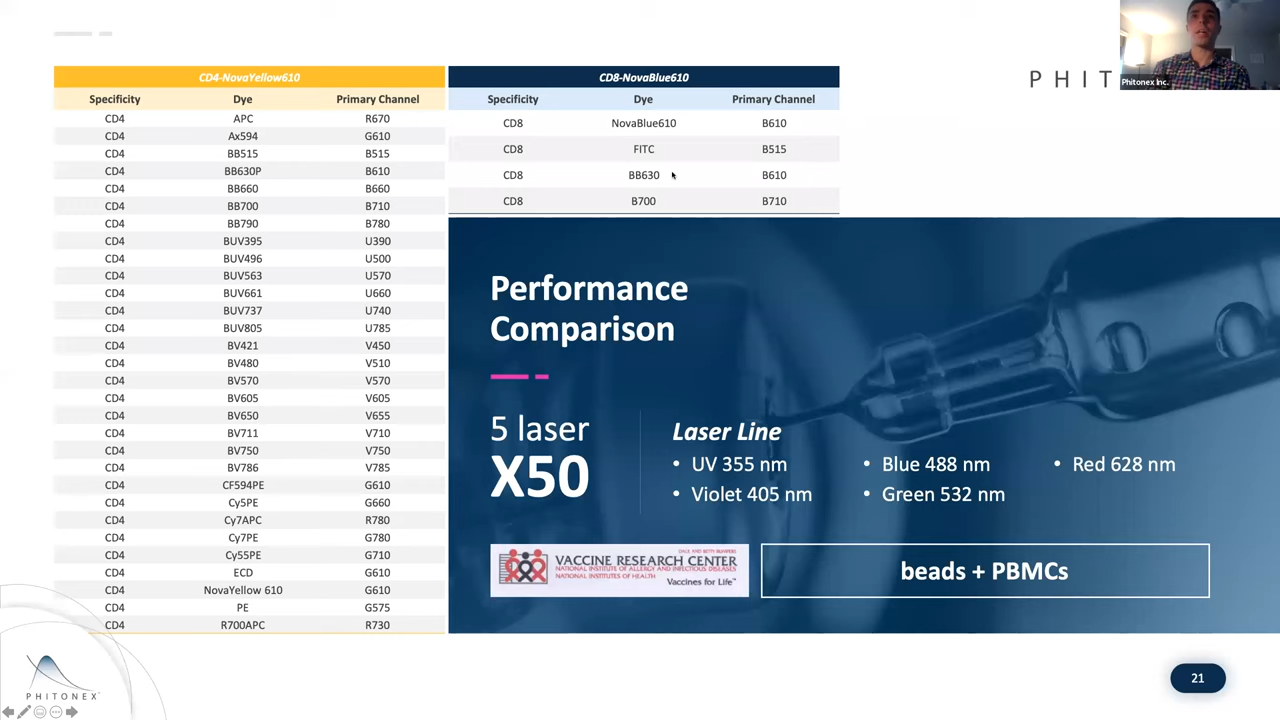 PHIT
Phitonex Inc.
CD4-NovaYellow610
Specificity Dye Primary Channel
CD4 APC R670
CD4 Ax594 G610
CD4 BB515 B515
CD4 BB630P B610
CD4 BB660 B660
CD4 BB700 B710
CD4 BB790 B780
CD4 BUV395 U390
CD4 BUV496 U500
CD4 BUV563 U570
CD4 BUV661 U660
CD4 BUV737 U740
CD4 BUV805 U785
CD4 BV421 V450
CD4 BV480 V510
CD4 BV570 V570
CD4 BV605 V605
CD4 BV650 V655
CD4 BV711 V710
CD4 BV750 V750
CD4 BV786 V785
CD4 CF594PE G610
CD4 Cy5PE G660
CD4 Cy7APC R780
CD4 Cy7PE G780
CD4 Cy55PE G710
CD4 ECD G610
CD4 NovaYellow 610 G610
CD4 PE G575
CD4 R700APC R730
CD8-NovaBlue610
Specificity Dye Primary Channel
CD8 NovaBlue610 B610
CD8 FITC B515
CD8 BB630 B610
CD8 B700 B710
Performance
Comparison
5 laser
X50
Laser Line
• UV 355 nm
• Violet 405 nm
• Blue 488 nm
• Green 532 nm
• Red 628 nm
DALE AND BETTY BUMPERS
VACCINE RESEARCH CENTER
NATIONAL INSTITUTE OF ALLERGY AND INFECTIOUS DISEASES
NATIONAL INSTITUTES OF HEALTH
Vaccines for Life™
beads + PBMCs
PHITONEX
21